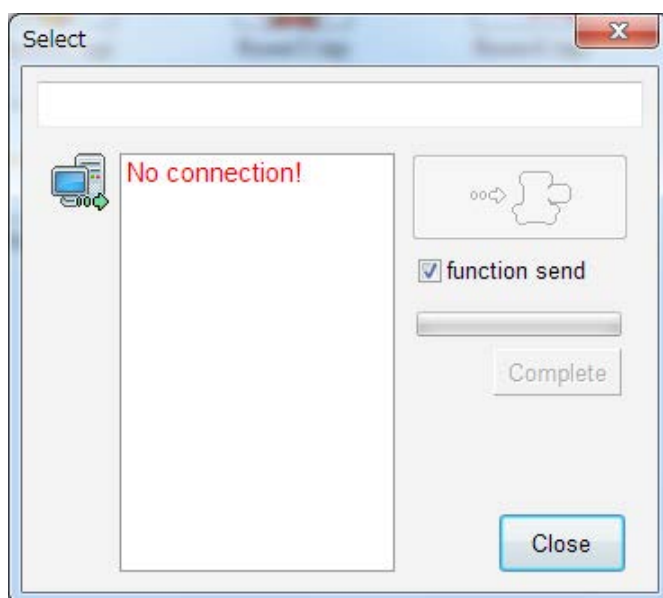 Select
No connection!
function send
Complete
Close